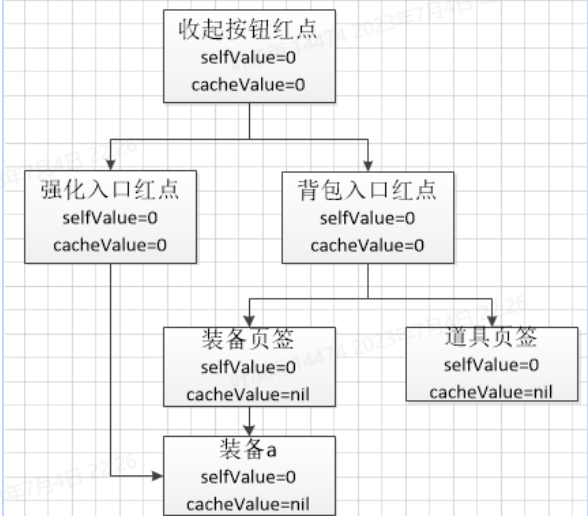 收起按钮红点
selfValue=0
cacheValue=0
强化入口红点
selfValue=0
cacheValue=0
背包入口红点
selfValue=0
cacheValue=0
装备页签
selfValue=0
cacheValue=nil
道具页签
selfValue=0
cacheValue=nil
装备a
selfValue=0
cacheValue=nil